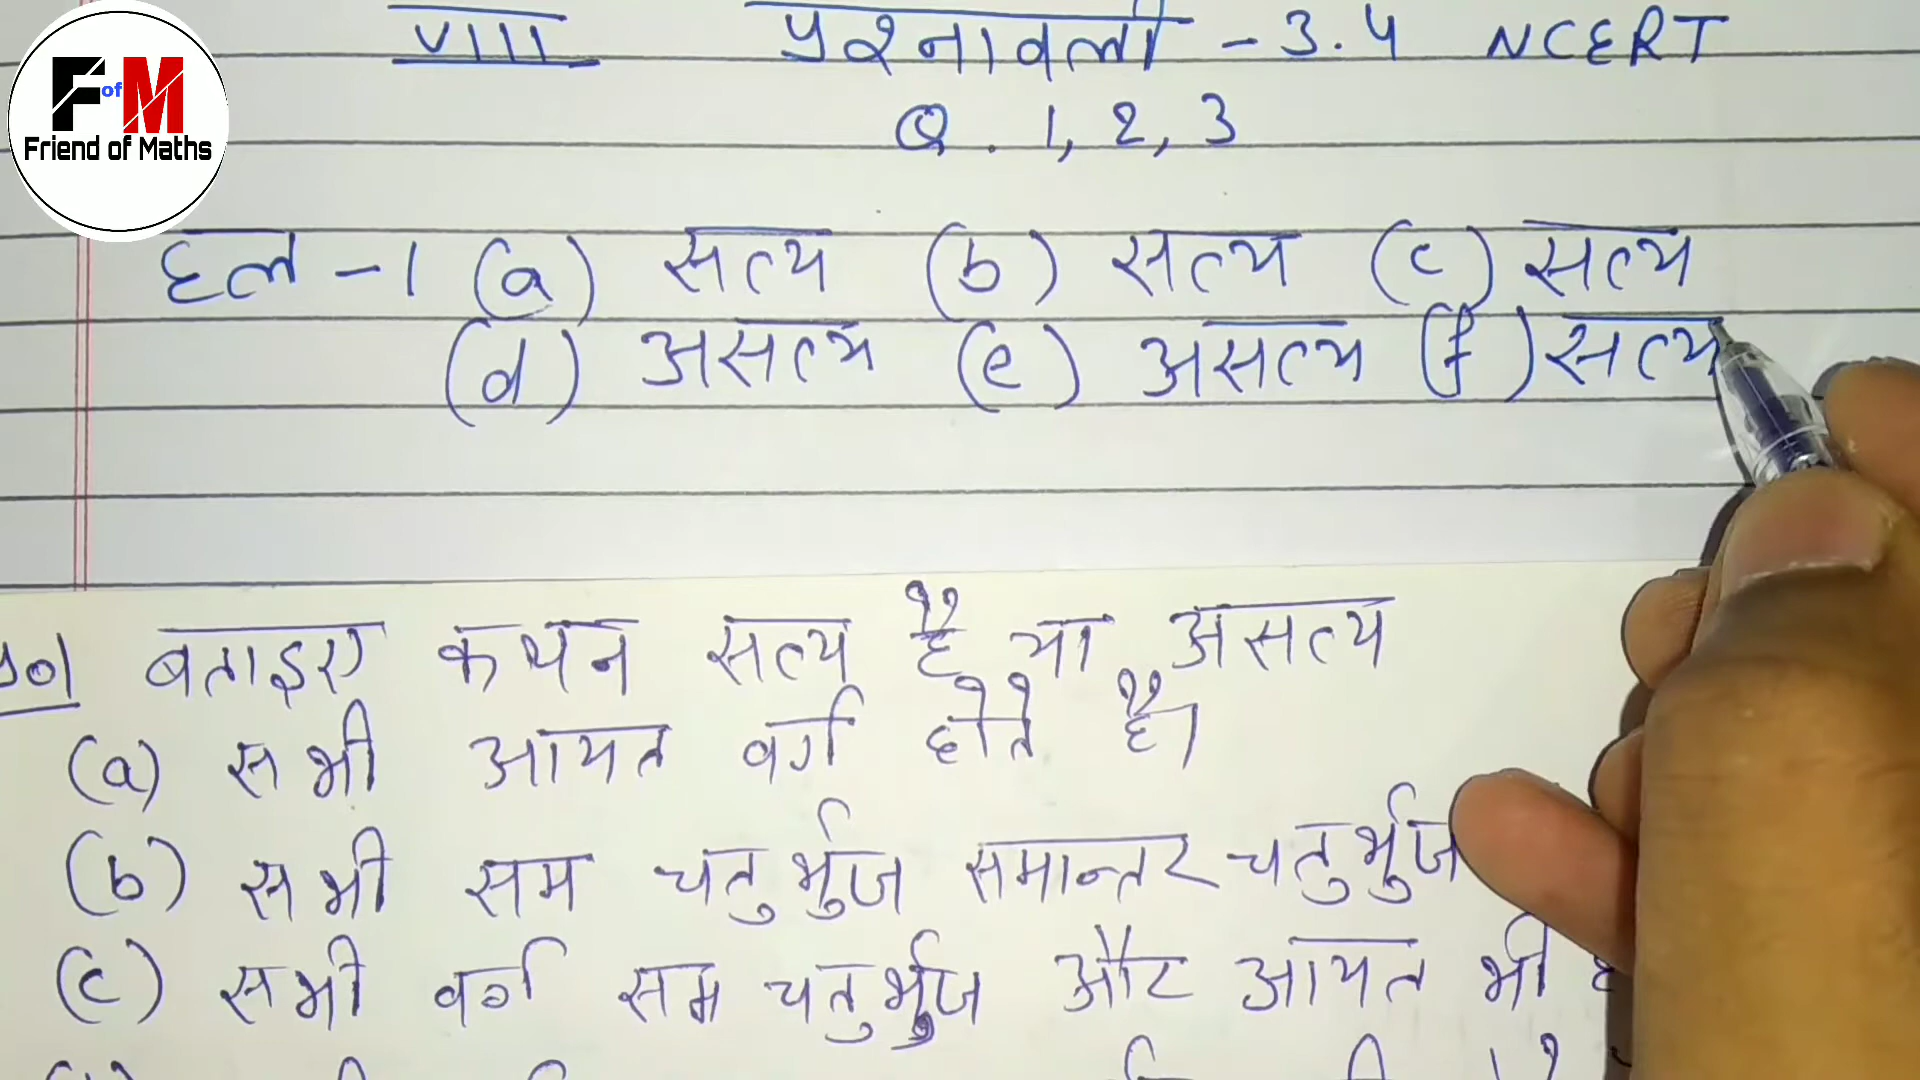 F of M
Friend of Maths
VIII प्रश्नावली - 3.4 NCERT
Q. 1, 2, 3
हल - 1 (a) सत्य (b) सत्य (c) सत्य
(d) असत्य (e) असत्य (f) सत्य
प्र०1 बताइए कथन सत्य है या असत्य
(a) सभी आयत वर्ग होते है।
(b) सभी सम चतुर्भुज समान्तर चतुर्भुज
(c) सभी वर्ग सम चतुर्भुज और आयत भी